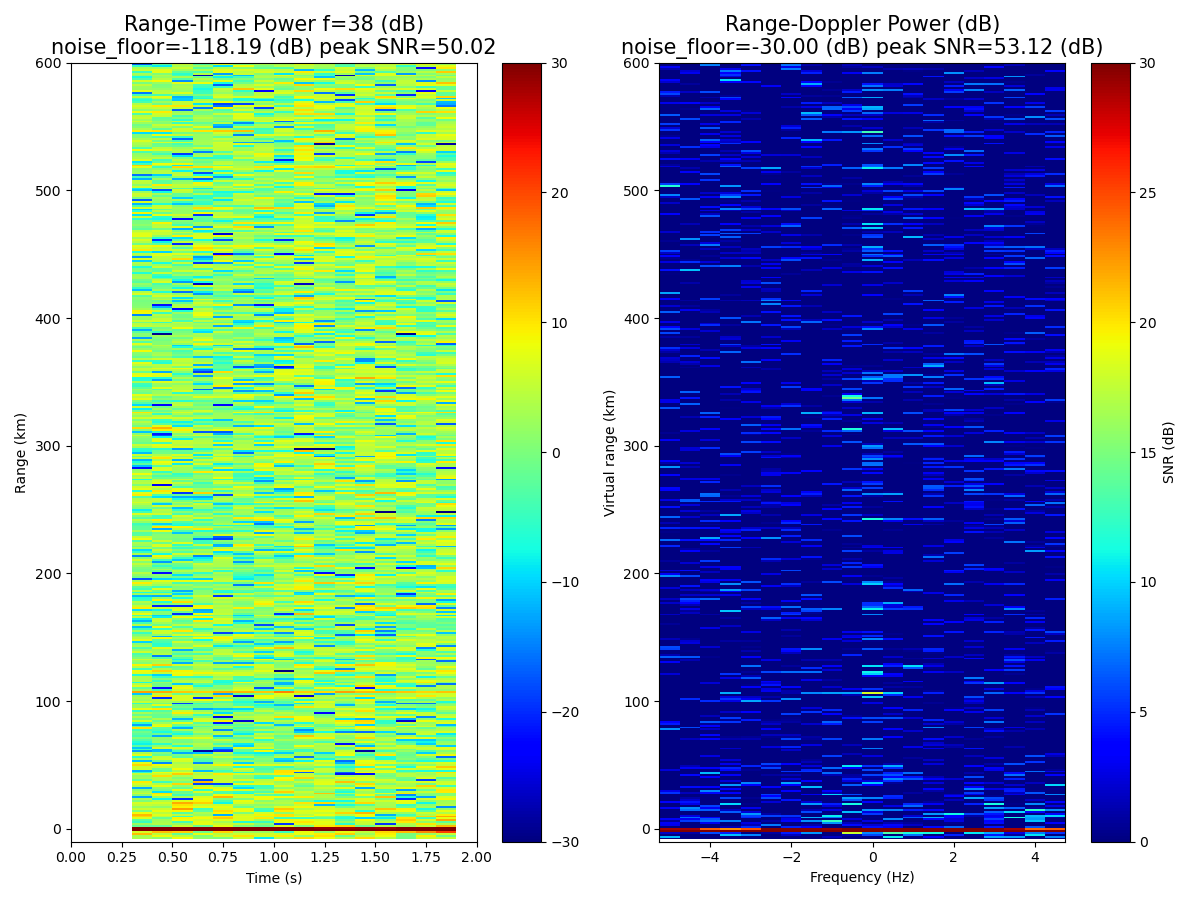 Range-Time Power f=38 (dB)
noise_floor=-118.19 (dB) peak SNR=50.02
Range-Doppler Power (dB)
noise_floor=-30.00 (dB) peak SNR=53.12 (dB)
600
500
400
300
200
100
0
Range (km)
0.00 0.25 0.50 0.75 1.00 1.25 1.50 1.75 2.00
Time (s)
30
20
10
0
−10
−20
−30
600
500
400
300
200
100
0
Virtual range (km)
−4 −2 0 2 4
Frequency (Hz)
30
25
20
15
10
5
0
SNR (dB)